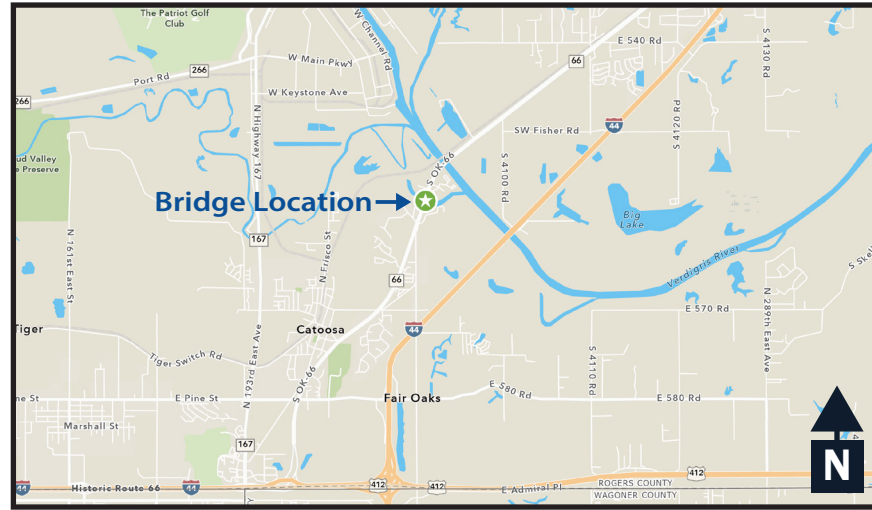 The Patriot Golf
Club
W Channel Rd
E 540 Rd
S 4130 Rd
66
W Main Pkwy
266
Port Rd
W Keystone Ave
266
N Highway 167
S 4120 Rd
SW Fisher Rd
44
S OK-66
S 4100 Rd
ud Valley
e Preserve
Bridge Location
Big
Lake
167
N 161st East St
N Frisco St
Verdigris River
S Skel
66
N 289th East Ave
E 570 Rd
Tiger
Catoosa
44
Tiger Switch Rd
N 193rd East Ave
S 4110 Rd
S OK-66
ne St
E Pine St
Fair Oaks
E 580 Rd
E 580 Rd
Marshall St
167
N
412
44
Historic Route 66
44
412
412
E Admiral Pl
ROGERS COUNTY
WAGONER COUNTY